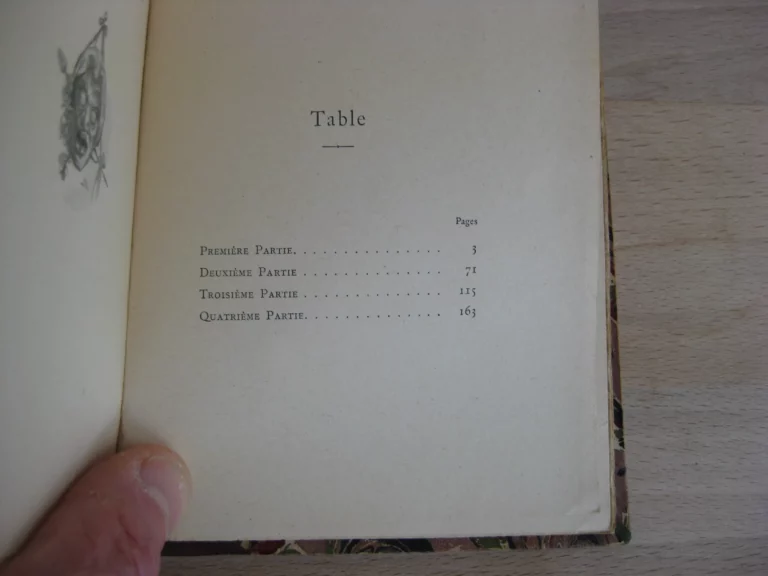 Table
Pages
Première Partie. . . . . . . . . . . . . . . 3
Deuxième Partie . . . . . . . . . . . . . . 71
Troisième Partie . . . . . . . . . . . . . . 115
Quatrième Partie. . . . . . . . . . . . . . 163